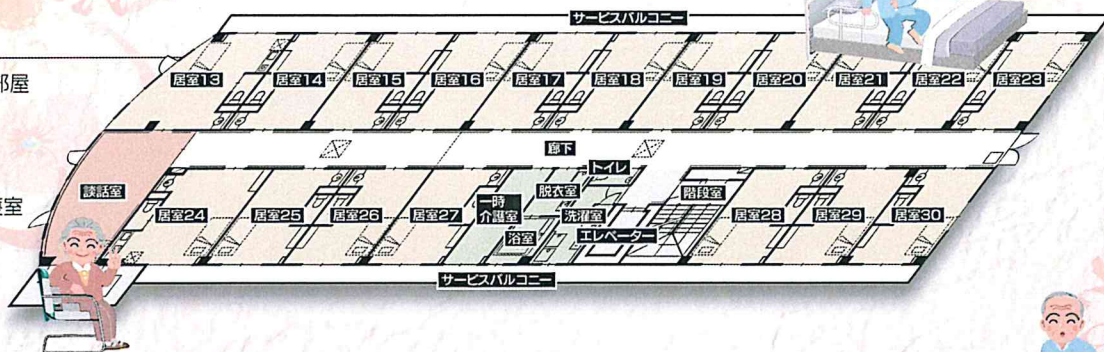 サービスバルコニー
部屋
居室13
居室14
居室15
居室16
居室17
居室18
居室19
居室20
居室21
居室22
居室23
廊下
トイレ
談話室
脱衣室
階段室
一時
介護室
室
居室24
居室25
居室26
居室27
洗濯室
居室28
居室29
居室30
浴室
エレベーター
サービスバルコニー